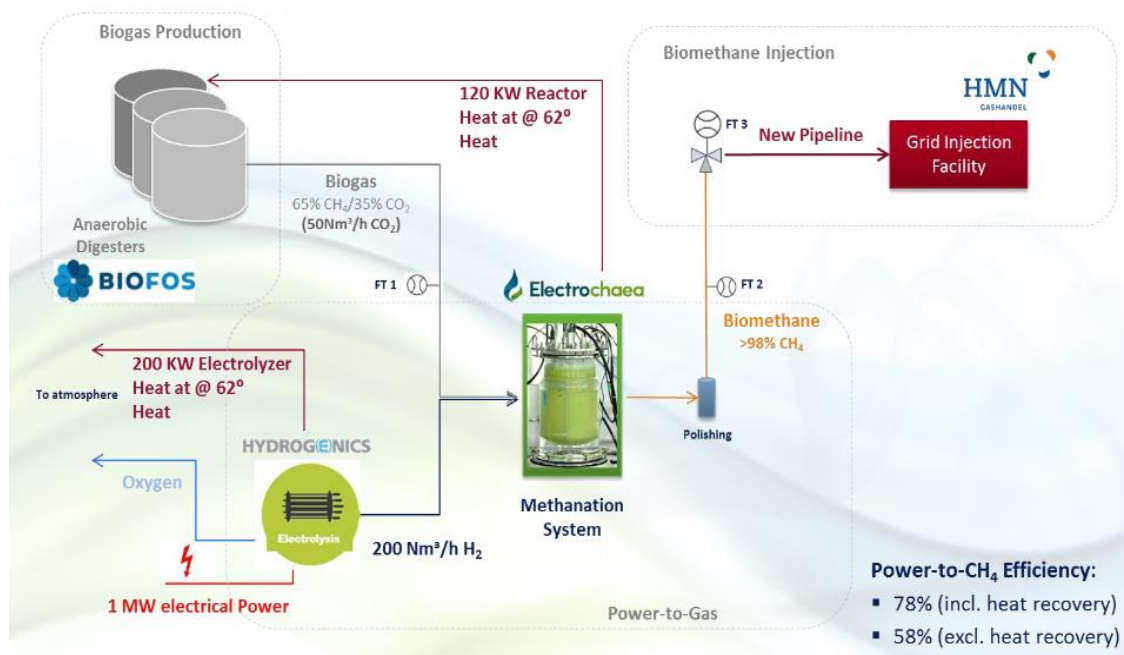 Biogas Production
Biomethane Injection
HMN
GASHANDEL
120 KW Reactor
Heat at @ 62⁰
Heat
FT 3
New Pipeline
Grid Injection
Facility
Biogas
65% CH₄/35% CO₂
(50Nm³/h CO₂)
Anaerobic
Digesters
BIOFOS
FT 1
Electrochaea
FT 2
Biomethane
>98% CH₄
200 KW Electrolyzer
Heat at @ 62⁰
Heat
To atmosphere
Polishing
HYDROGENICS
Oxygen
Electrolysis
Methanation
System
200 Nm³/h H₂
1 MW electrical Power
Power-to-Gas
Power-to-CH₄ Efficiency:
▪ 78% (incl. heat recovery)
▪ 58% (excl. heat recovery)